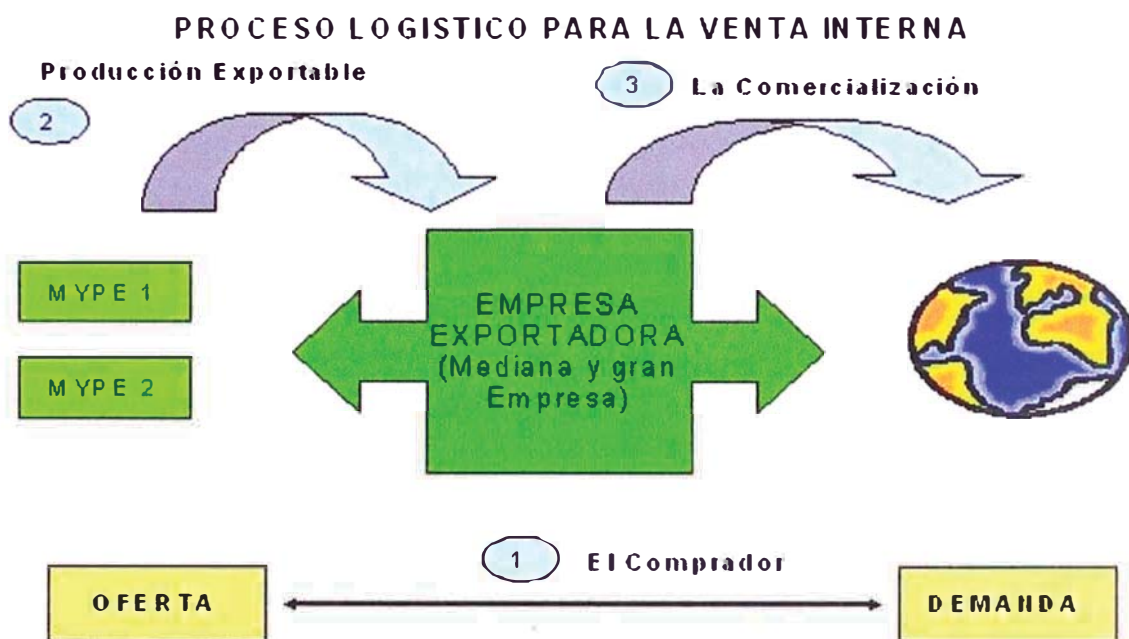 PROCESO LOGISTICO PARA LA VENTA INTERNA
Producción Exportable
2
3
La Comercialización
MYPE 1
MYPE 2
EMPRESA
EXPORTADORA
(Mediana y gran
Empresa)
1
El Comprador
OFERTA
DEMANDA